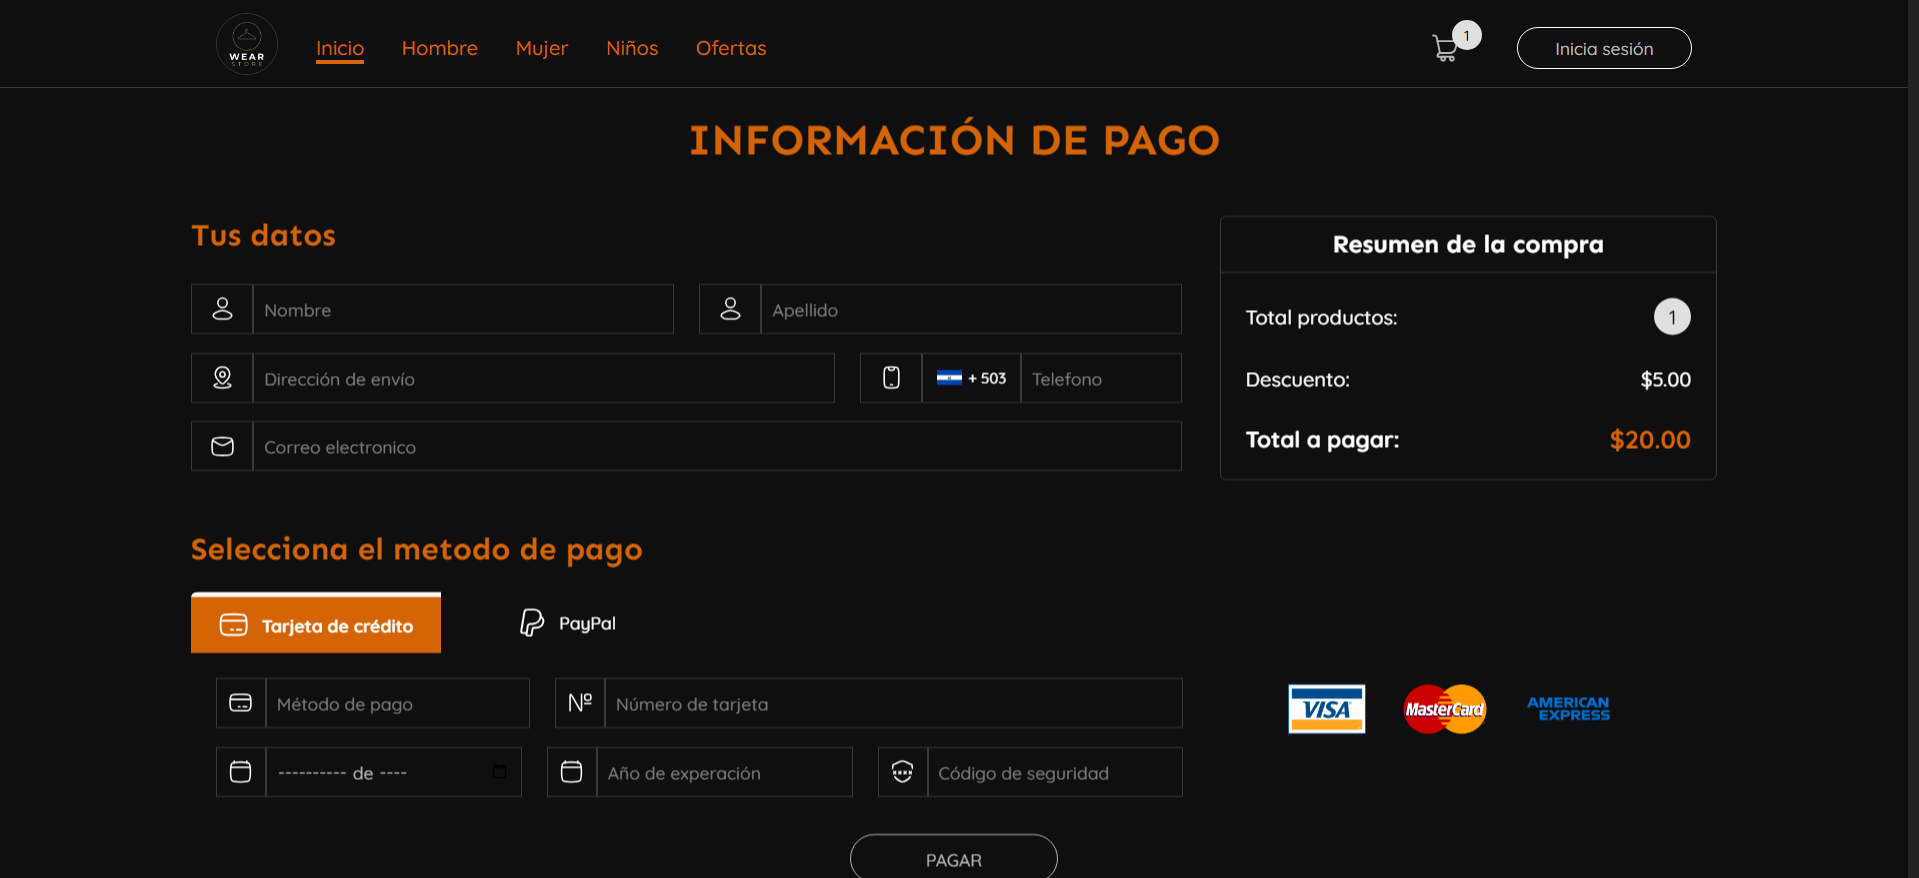 WEAR
STORE
Inicio
Hombre
Mujer
Niños
Ofertas
1
Inicia sesión
INFORMACIÓN DE PAGO
Tus datos
Nombre
Apellido
Dirección de envío
+ 503
Telefono
Correo electronico
Resumen de la compra
Total productos: 1
Descuento: $5.00
Total a pagar: $20.00
Selecciona el metodo de pago
Tarjeta de crédito
PayPal
Método de pago
Nº
Número de tarjeta
VISA
MasterCard
AMERICAN
EXPRESS
---------- de ----
Año de experación
Código de seguridad
PAGAR